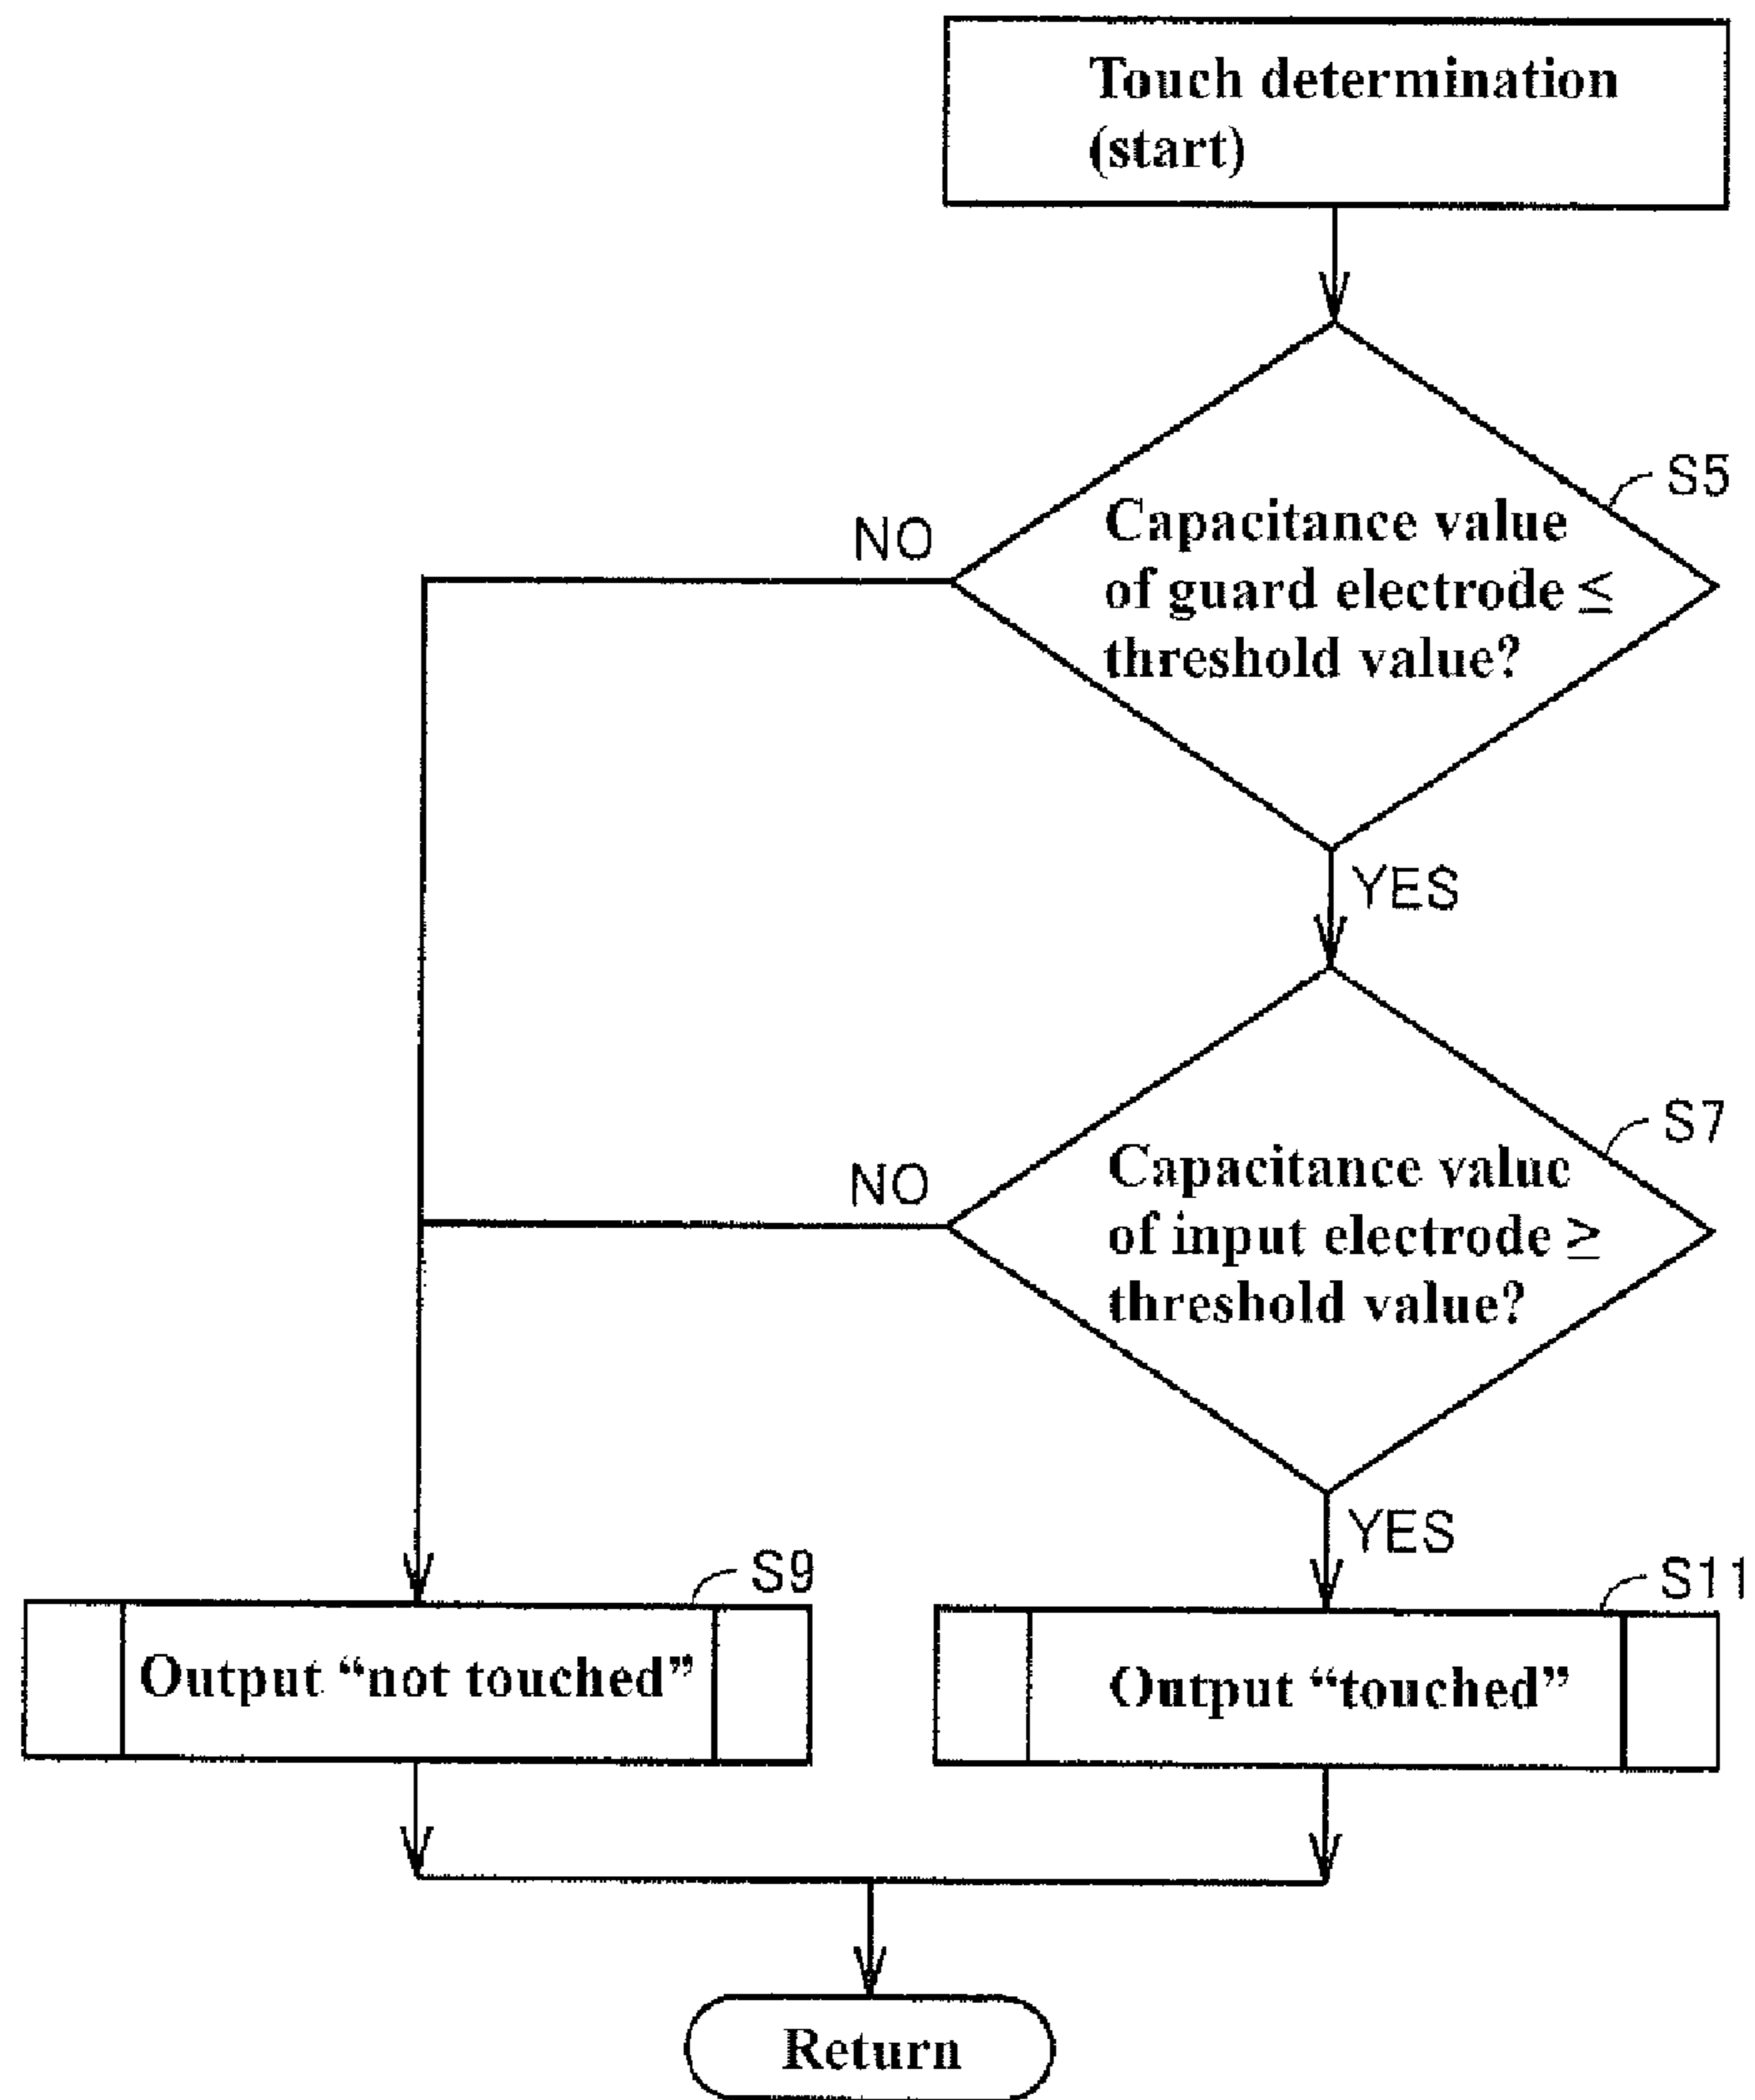 Touch determination
(start)
S5
Capacitance value
of guard electrode ≤
threshold value?
NO
YES
S7
Capacitance value
of input electrode ≥
threshold value?
NO
YES
S9
Output “not touched”
S11
Output “touched”
Return